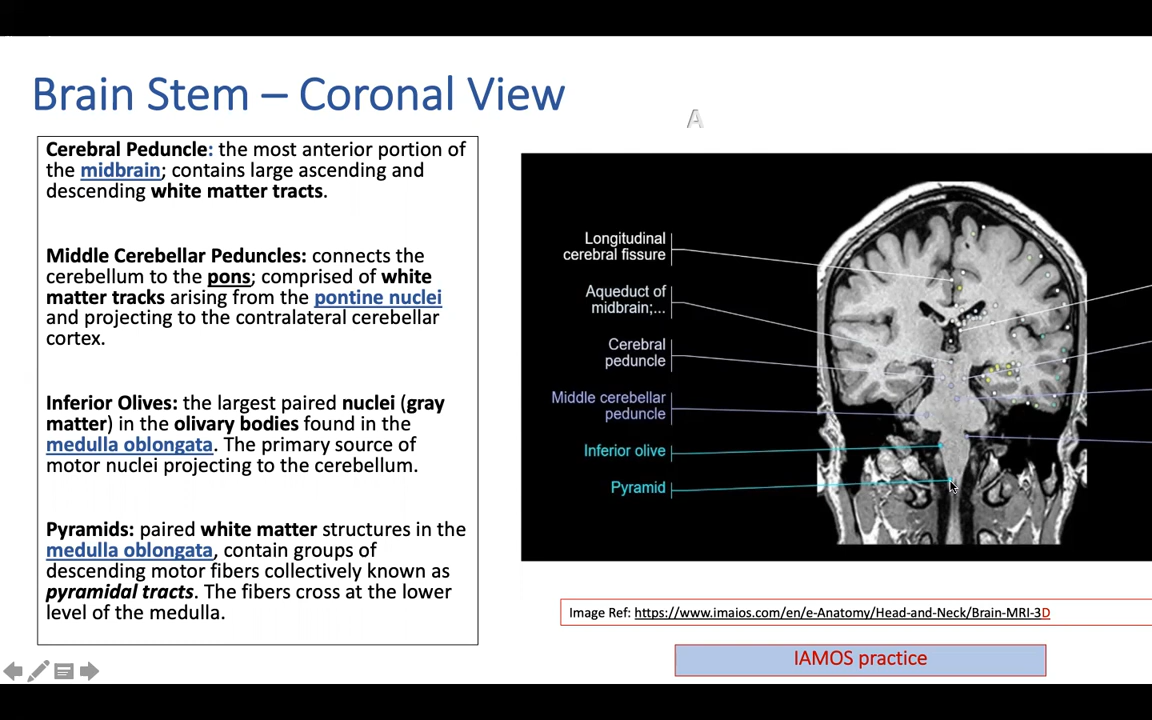 Brain Stem – Coronal View
A
Cerebral Peduncle: the most anterior portion of
the midbrain; contains large ascending and
descending white matter tracts.
Middle Cerebellar Peduncles: connects the
cerebellum to the pons; comprised of white
matter tracks arising from the pontine nuclei
and projecting to the contralateral cerebellar
cortex.
Inferior Olives: the largest paired nuclei (gray
matter) in the olivary bodies found in the
medulla oblongata. The primary source of
motor nuclei projecting to the cerebellum.
Pyramids: paired white matter structures in the
medulla oblongata, contain groups of
descending motor fibers collectively known as
pyramidal tracts. The fibers cross at the lower
level of the medulla.
Longitudinal
cerebral fissure
Aqueduct of
midbrain;...
Cerebral
peduncle
Middle cerebellar
peduncle
Inferior olive
Pyramid
Image Ref: https://www.imaios.com/en/e-Anatomy/Head-and-Neck/Brain-MRI-3D
IAMOS practice